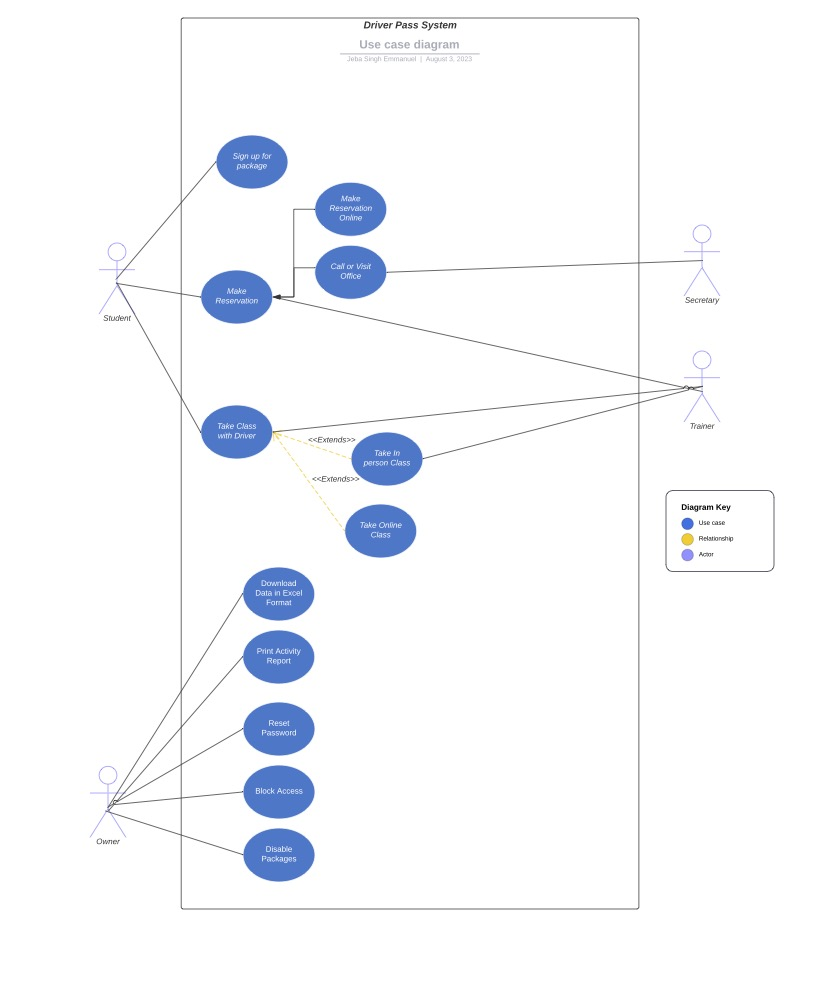 Driver Pass System
Use case diagram
Jeba Singh Emmanuel | August 3, 2023
Sign up for
package
Make
Reservation
Online
Call or Visit
Office
Make
Reservation
Student
Secretary
Take Class
with Driver
<<Extends>>
Take In
person Class
<<Extends>>
Take Online
Class
Trainer
Diagram Key
Use case
Relationship
Actor
Download
Data in Excel
Format
Print Activity
Report
Reset
Password
Block Access
Disable
Packages
Owner